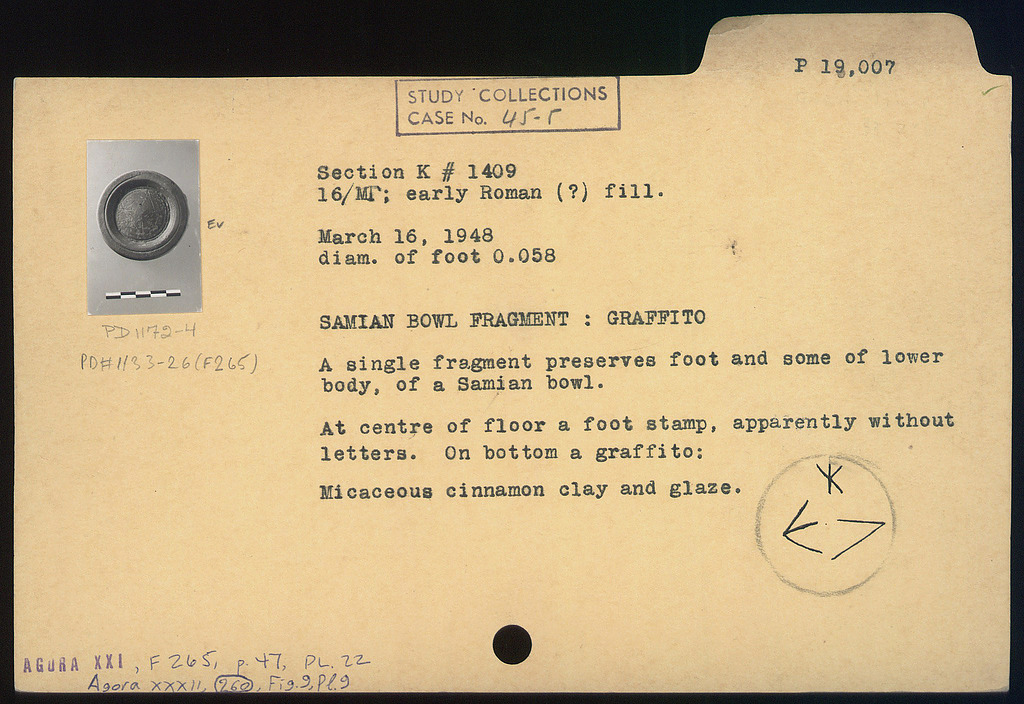 P 19,007
STUDY COLLECTIONS
CASE No. 45-5
Section K # 1409
16/ΜΓ; early Roman (?) fill.
March 16, 1948
diam. of foot 0.058
Ev
PD 1172-4
PD#1133-26(F265)
SAMIAN BOWL FRAGMENT : GRAFFITO
A single fragment preserves foot and some of lower
body, of a Samian bowl.
At centre of floor a foot stamp, apparently without
letters. On bottom a graffito:
Micaceous cinnamon clay and glaze.
AGORA XXI, F 265, p. 47, PL. 22
Agora XXXII, 260, Fig. 9, Pl. 9